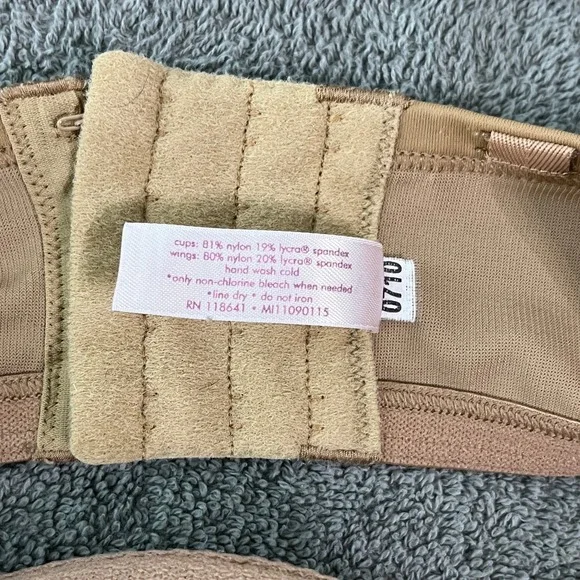 cups: 81% nylon 19% lycra® spandex
wings: 80% nylon 20% lycra® spandex
hand wash cold
*only non-chlorine bleach when needed
*line dry • do not iron
RN 118641 • MI11090115
0710